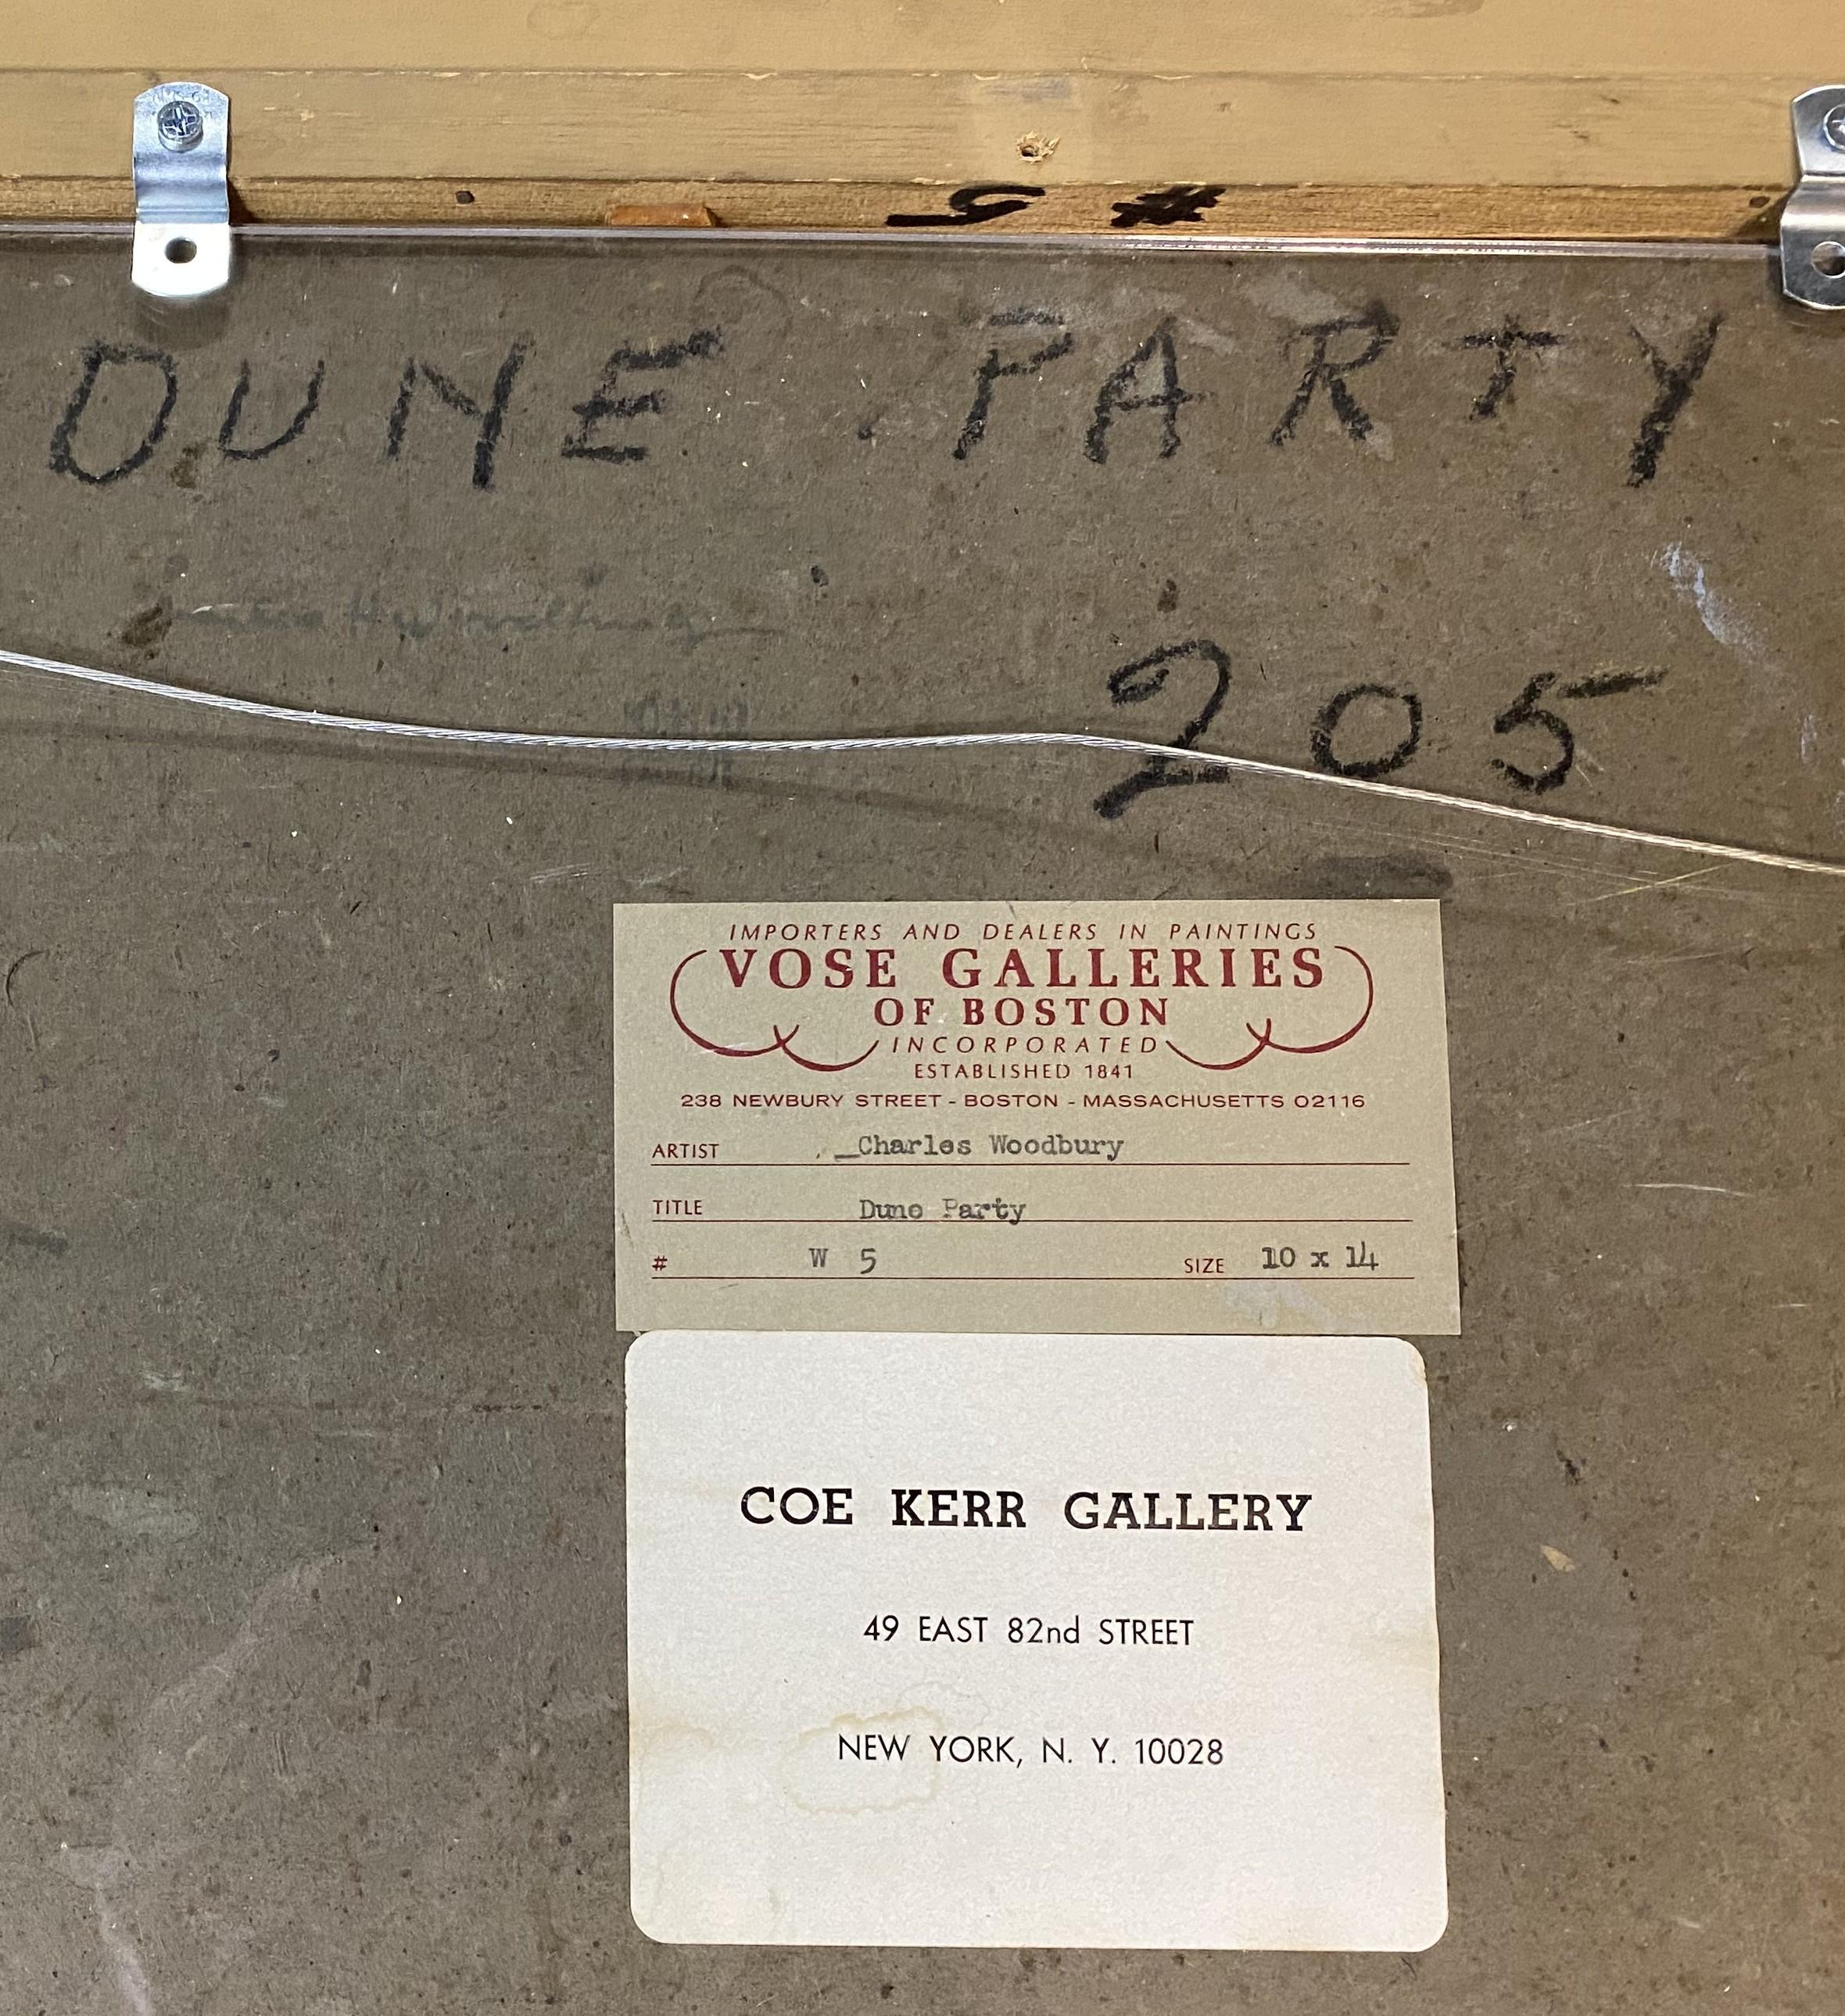 # 5
DUNE PARTY
205
IMPORTERS AND DEALERS IN PAINTINGS
VOSE GALLERIES
OF BOSTON
INCORPORATED
ESTABLISHED 1841
238 NEWBURY STREET - BOSTON - MASSACHUSETTS 02116
ARTIST Charles Woodbury
TITLE Dune Party
# W 5 SIZE 10 x 14
COE KERR GALLERY
49 EAST 82nd STREET
NEW YORK, N. Y. 10028